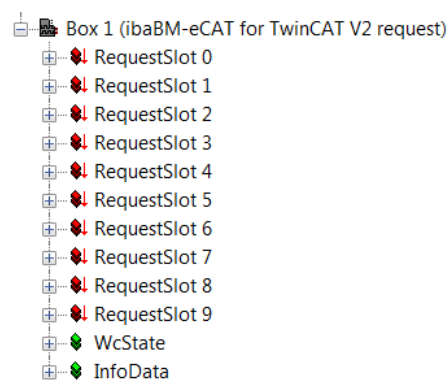 Box 1 (ibaBM-eCAT for TwinCAT V2 request)
RequestSlot 0
RequestSlot 1
RequestSlot 2
RequestSlot 3
RequestSlot 4
RequestSlot 5
RequestSlot 6
RequestSlot 7
RequestSlot 8
RequestSlot 9
WcState
InfoData